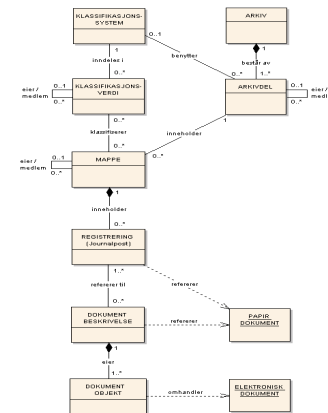 KLASSIFIKASJONS-
SYSTEM
ARKIV
0..1
1
1
inndeles i
benytter
består av
0..*
0..*
1..*
eier /
medlem
0..1
0..*
KLASSIFIKASJONS-
VERDI
ARKIVDEL
0..1
0..*
eier /
medl
0..*
1
klassifiserer
inneholder
0..*
0..*
eier /
medlem
0..1
0..*
MAPPE
1
inneholder
0..*
REGISTRERING
(Journalpost)
1..*
refererer til
refererer
0..*
DOKUMENT
BESKRIVELSE
refererer
PAPIR
DOKUMENT
1
eier
1..*
DOKUMENT
OBJEKT
omhandler
ELEKTRONISK
DOKUMENT